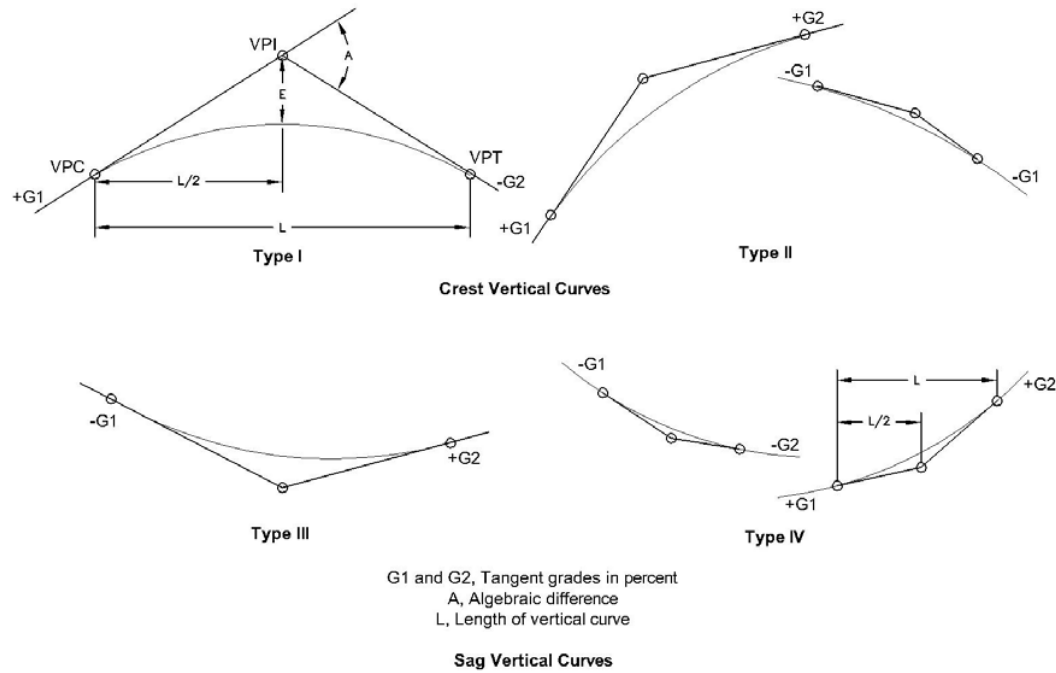 VPI
A
E
VPC
VPT
L/2
+G1
-G2
L
Type I
+G2
-G1
-G1
+G1
Type II
Crest Vertical Curves
-G1
+G2
Type III
-G1
-G2
L
+G2
L/2
+G1
Type IV
G1 and G2, Tangent grades in percent
A, Algebraic difference
L, Length of vertical curve
Sag Vertical Curves